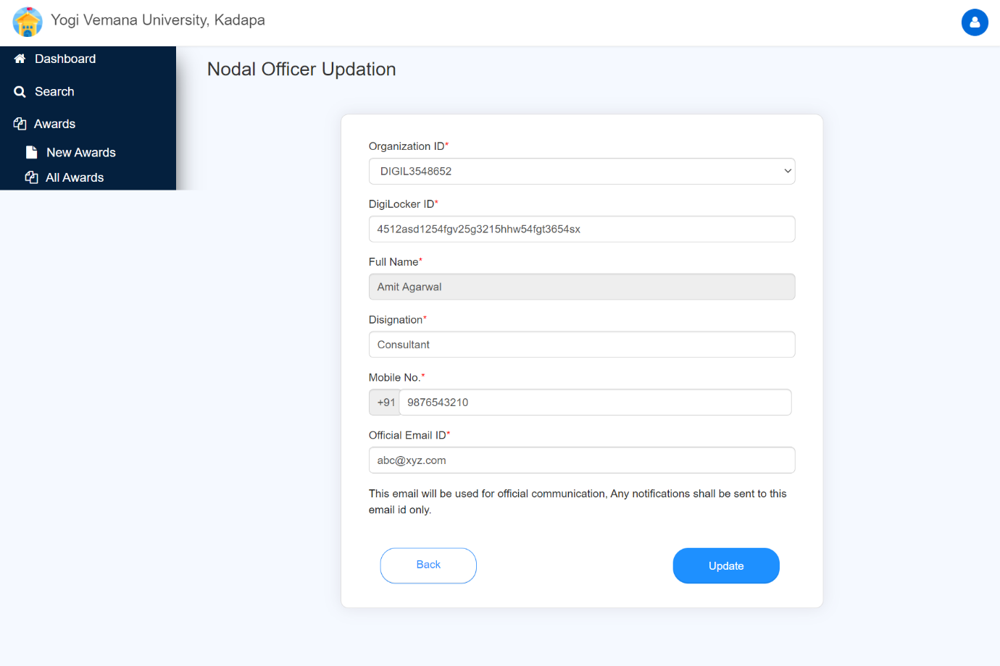 Yogi Vemana University, Kadapa
Dashboard
Search
Awards
New Awards
All Awards
Nodal Officer Updation
Organization ID*
DIGIL3548652
DigiLocker ID*
4512asd1254fgv25g3215hhw54fgt3654sx
Full Name*
Amit Agarwal
Disignation*
Consultant
Mobile No.*
+91 9876543210
Official Email ID*
abc@xyz.com
This email will be used for official communication, Any notifications shall be sent to this
email id only.
Back
Update